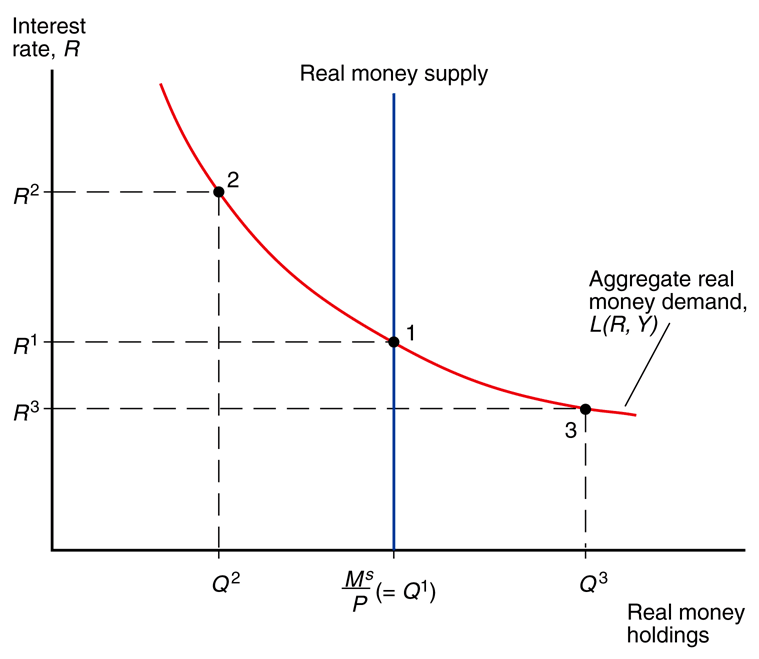 Interest
rate, R
Real money supply
2
R²
Aggregate real
money demand,
L(R, Y)
1
R¹
R³
3
Q²
Mˢ/P (= Q¹)
Q³
Real money
holdings